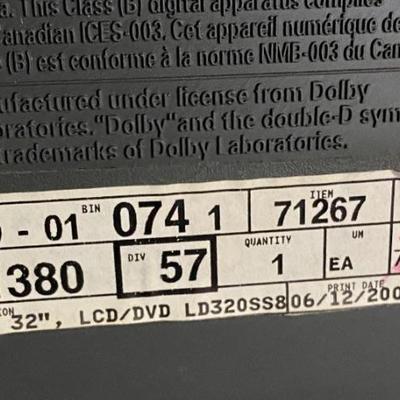 a. This Class (B) digital apparatus complies
Canadian ICES-003. Cet appareil numérique de
(B) est conforme à la norme NMB-003 du Can
ufactured under license from Dolby
oratories."Dolby"and the double-D sym
trademarks of Dolby Laboratories.
- 01 BIN 074 1 ITEM 71267
380 DIV 57 QUANTITY 1 UM EA
PRINT DATE
32", LCD/DVD LD320SS8 06/12/200